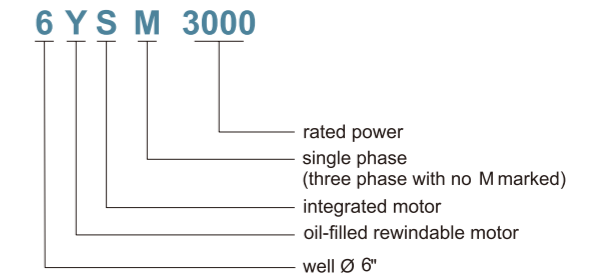 6 Y S M 3000
rated power
single phase
(three phase with no M marked)
integrated motor
oil-filled rewindable motor
well Ø 6"